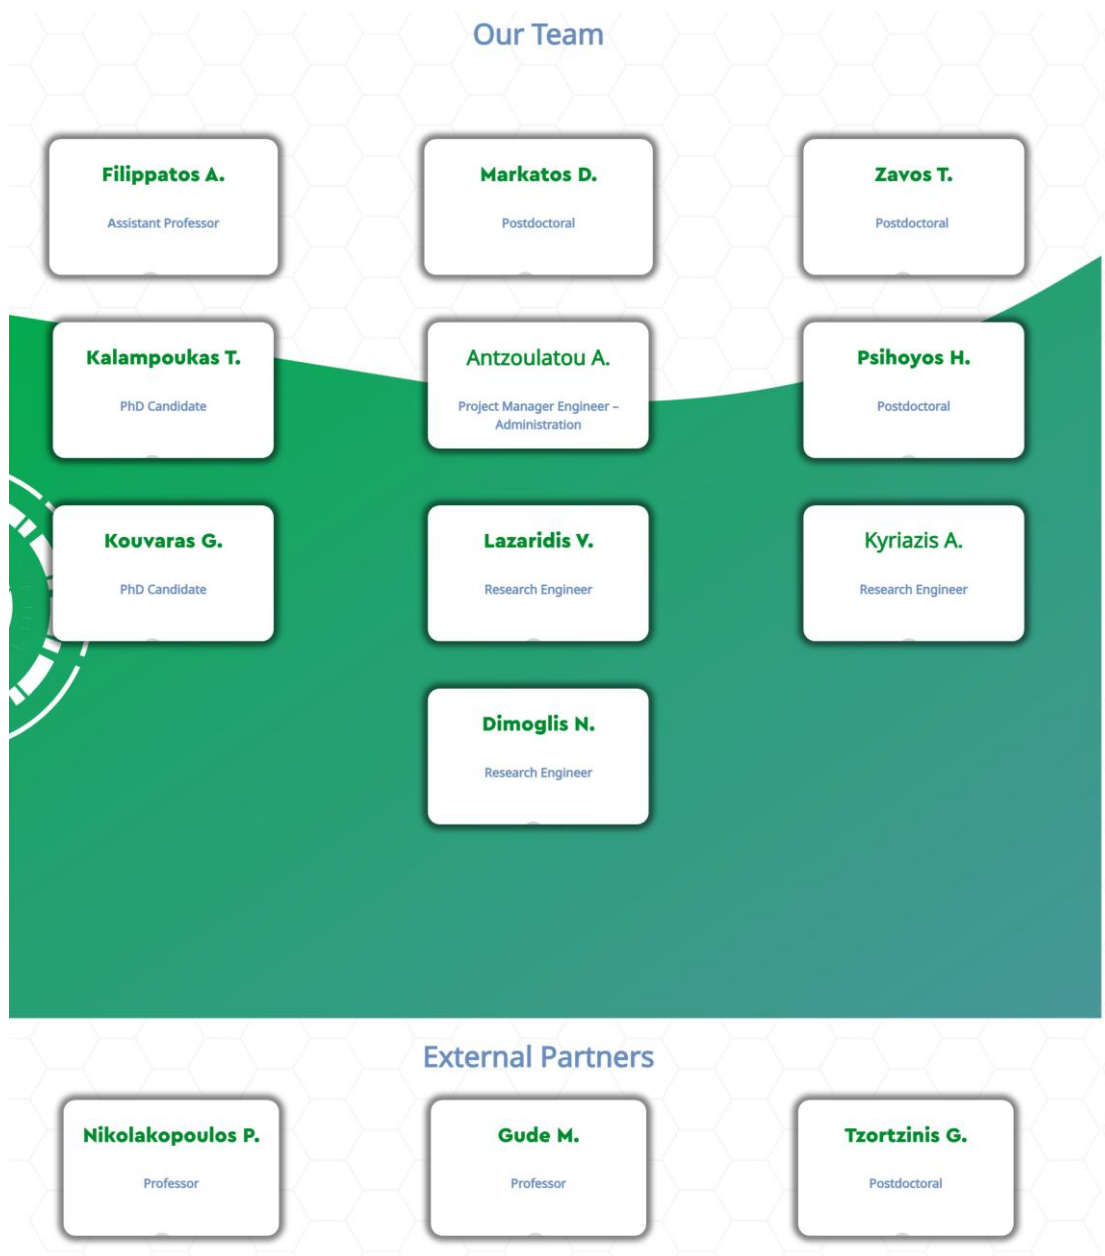 Our Team
Filippatos A.
Assistant Professor
Markatos D.
Postdoctoral
Zavos T.
Postdoctoral
Kalampoukas T.
PhD Candidate
Antzoulatou A.
Project Manager Engineer –
Administration
Psihoyos H.
Postdoctoral
Kouvaras G.
PhD Candidate
Lazaridis V.
Research Engineer
Kyriazis A.
Research Engineer
Dimoglis N.
Research Engineer
External Partners
Nikolakopoulos P.
Professor
Gude M.
Professor
Tzortzinis G.
Postdoctoral